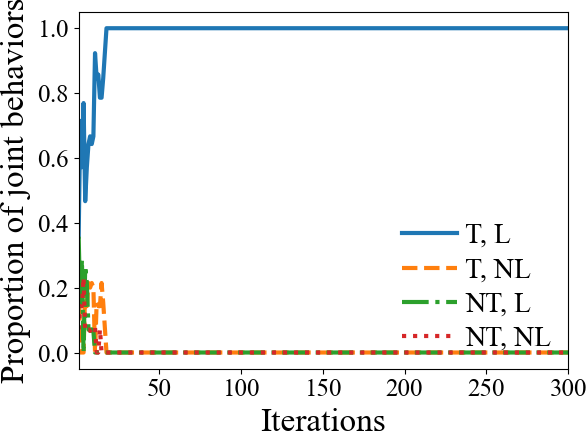 Proportion of joint behaviors
1.0
0.8
0.6
0.4
0.2
0.0
T, L
T, NL
NT, L
NT, NL
50 100 150 200 250 300
Iterations